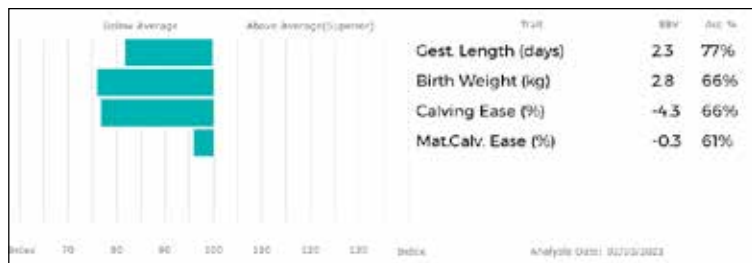 Below Average Above Average(Superior) Trait EBV Acc %
Gest. Length (days) 2.3 77%
Birth Weight (kg) 2.8 66%
Calving Ease (%) -4.3 66%
Mat.Calv. Ease (%) -0.3 61%
Index 70 80 90 100 110 120 130 Index Analysis Date: